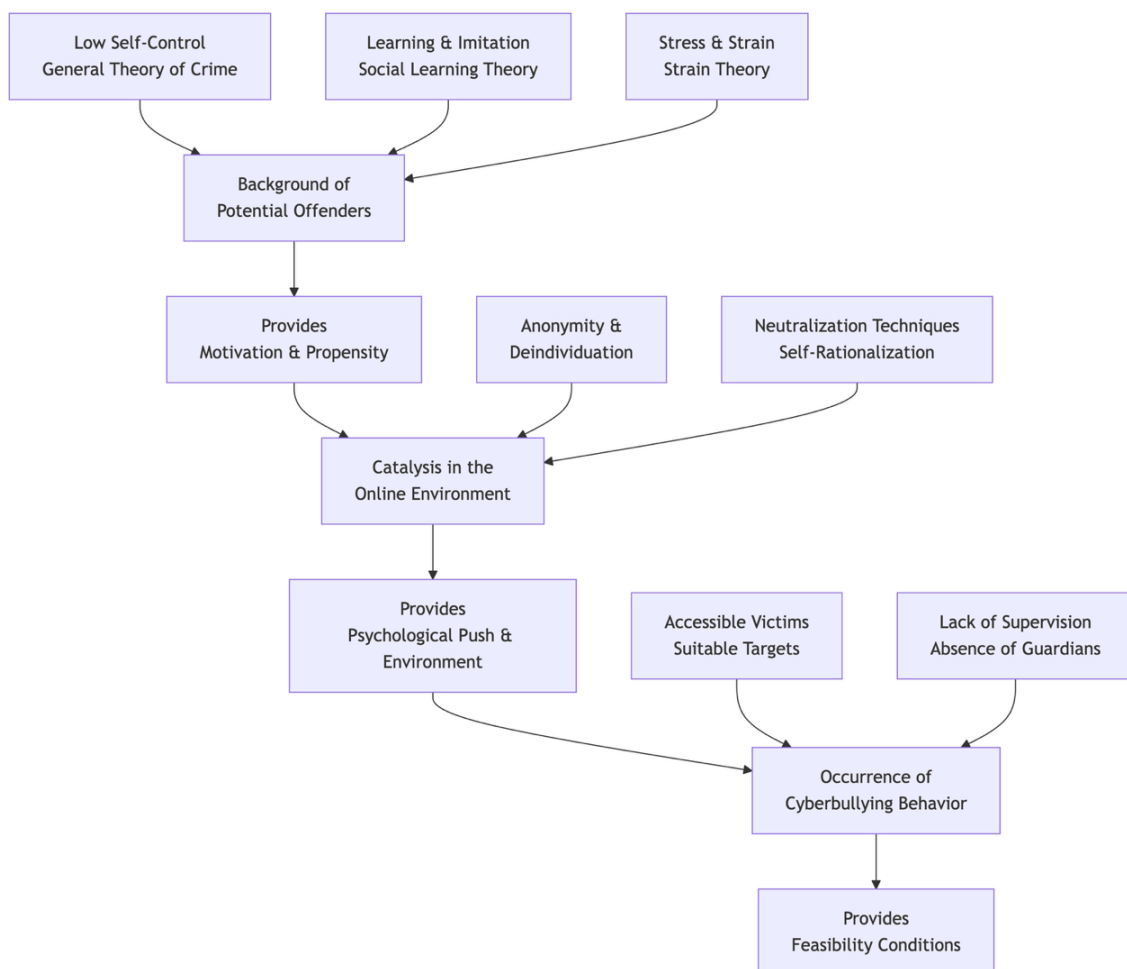 Low Self-Control
General Theory of Crime
Learning & Imitation
Social Learning Theory
Stress & Strain
Strain Theory
Background of
Potential Offenders
Provides
Motivation & Propensity
Anonymity &
Deindividuation
Neutralization Techniques
Self-Rationalization
Catalysis in the
Online Environment
Provides
Psychological Push &
Environment
Accessible Victims
Suitable Targets
Lack of Supervision
Absence of Guardians
Occurrence of
Cyberbullying Behavior
Provides
Feasibility Conditions